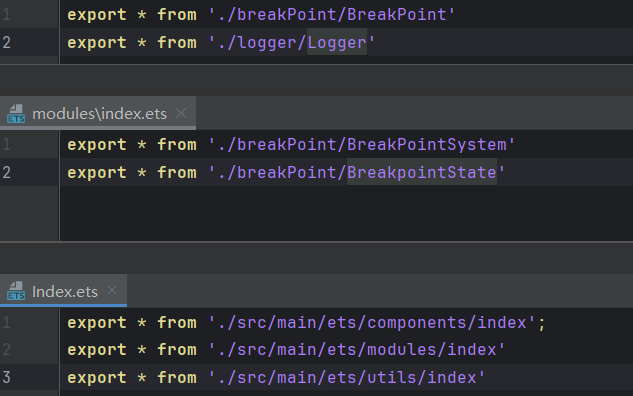 1 export * from './breakPoint/BreakPoint'
2 export * from './logger/Logger'
ETS modules\index.ets ×
1 export * from './breakPoint/BreakPointSystem'
2 export * from './breakPoint/BreakpointState'
ETS Index.ets ×
1 export * from './src/main/ets/components/index';
2 export * from './src/main/ets/modules/index'
3 export * from './src/main/ets/utils/index'